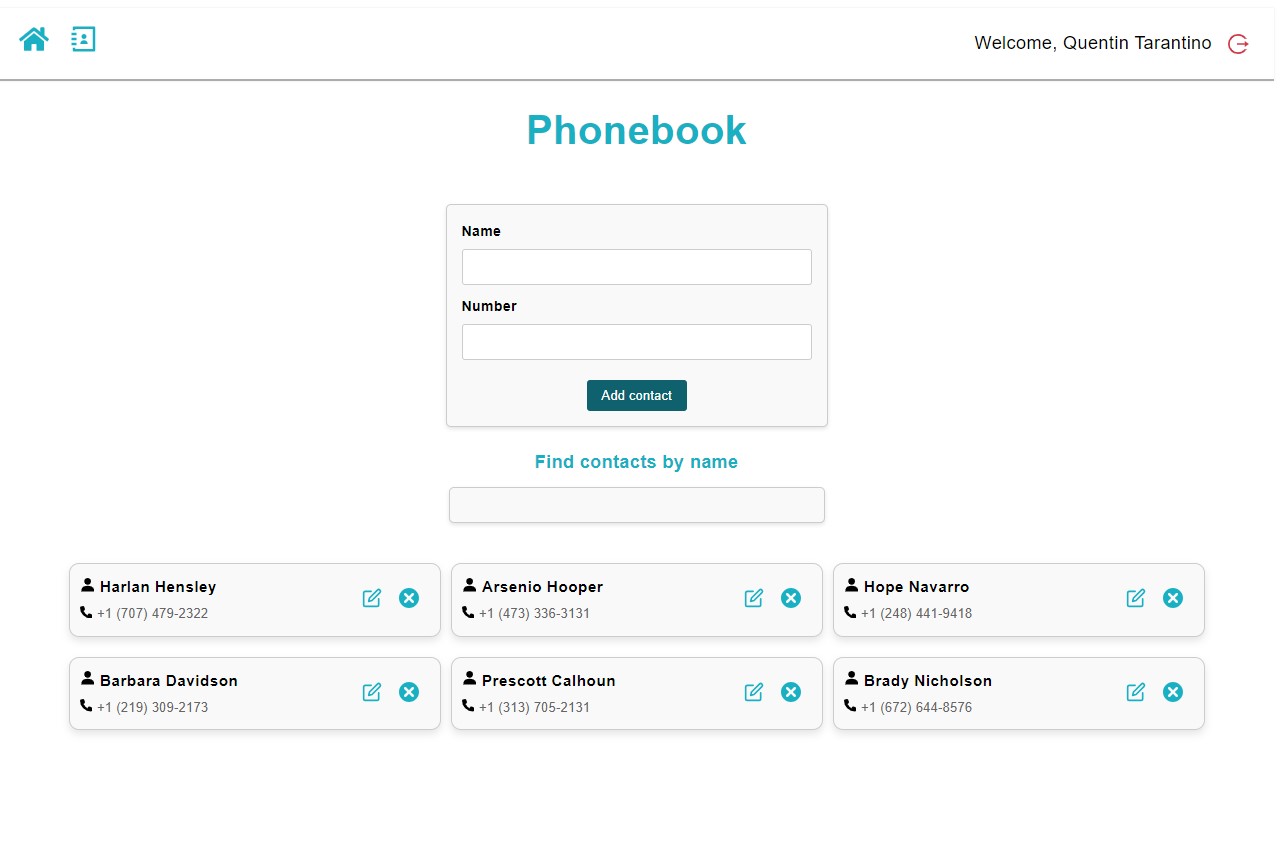 Welcome, Quentin Tarantino
Phonebook
Name
Number
Add contact
Find contacts by name
Harlan Hensley
+1 (707) 479-2322
Arsenio Hooper
+1 (473) 336-3131
Hope Navarro
+1 (248) 441-9418
Barbara Davidson
+1 (219) 309-2173
Prescott Calhoun
+1 (313) 705-2131
Brady Nicholson
+1 (672) 644-8576